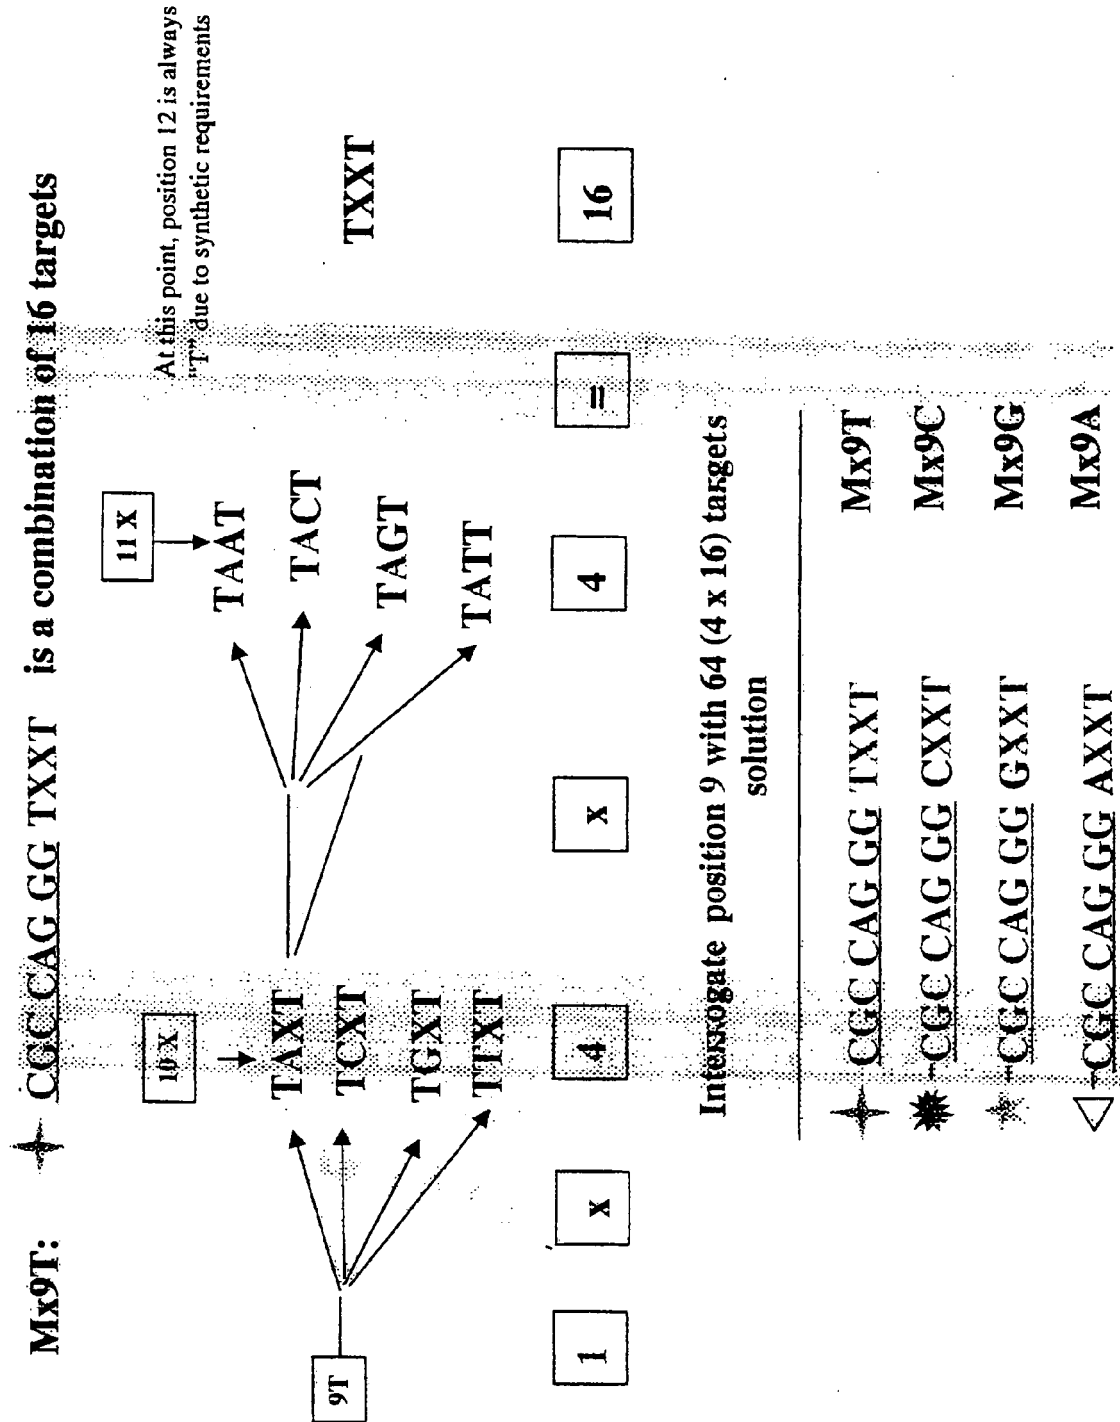 Mx9T: CGC CAG GG TXXT is a combination of 16 targets
At this point, position 12 is always
"T" due to synthetic requirements
10 X
11 X
9T
TAXT
TCXT
TGXT
TTXT
TAAT
TACT
TAGT
TATT
TXXT
1 x 4 x 4 = 16
Interrogate position 9 with 64 (4 x 16) targets
solution
CGC CAG GG TXXT Mx9T
CGC CAG GG CXXT Mx9C
CGC CAG GG GXXT Mx9G
CGC CAG GG AXXT Mx9A